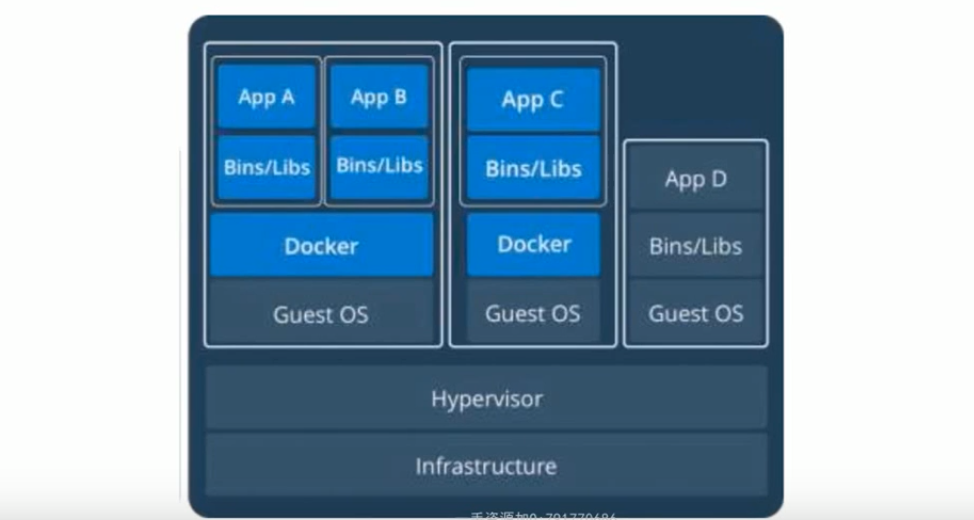 App A
App B
App C
Bins/Libs
Bins/Libs
Bins/Libs
App D
Docker
Docker
Bins/Libs
Guest OS
Guest OS
Guest OS
Hypervisor
Infrastructure